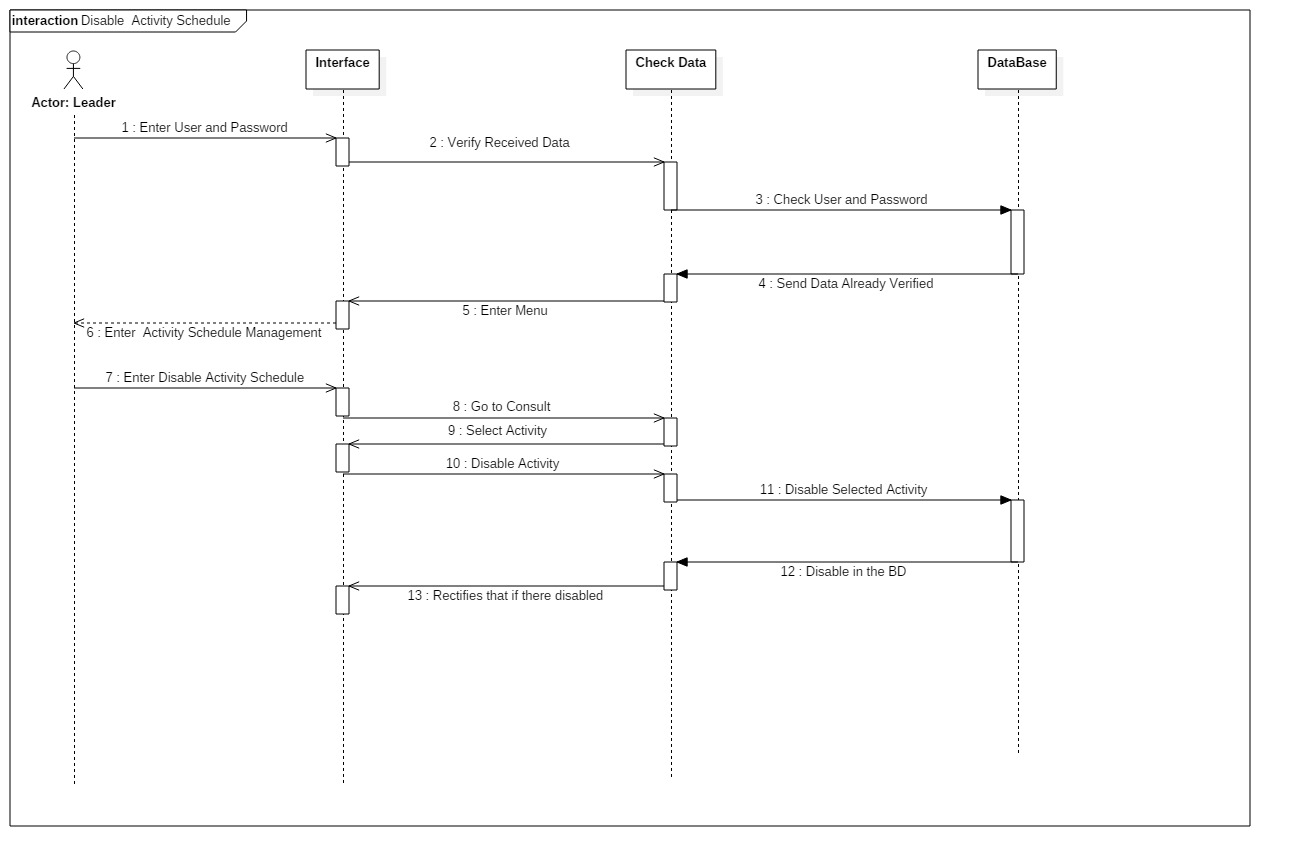 interaction Disable  Activity Schedule
Interface
Check Data
DataBase
Actor: Leader
1 : Enter User and Password
2 : Verify Received Data
3 : Check User and Password
4 : Send Data Already Verified
5 : Enter Menu
6 : Enter  Activity Schedule Management
7 : Enter Disable Activity Schedule
8 : Go to Consult
9 : Select Activity
10 : Disable Activity
11 : Disable Selected Activity
12 : Disable in the BD
13 : Rectifies that if there disabled